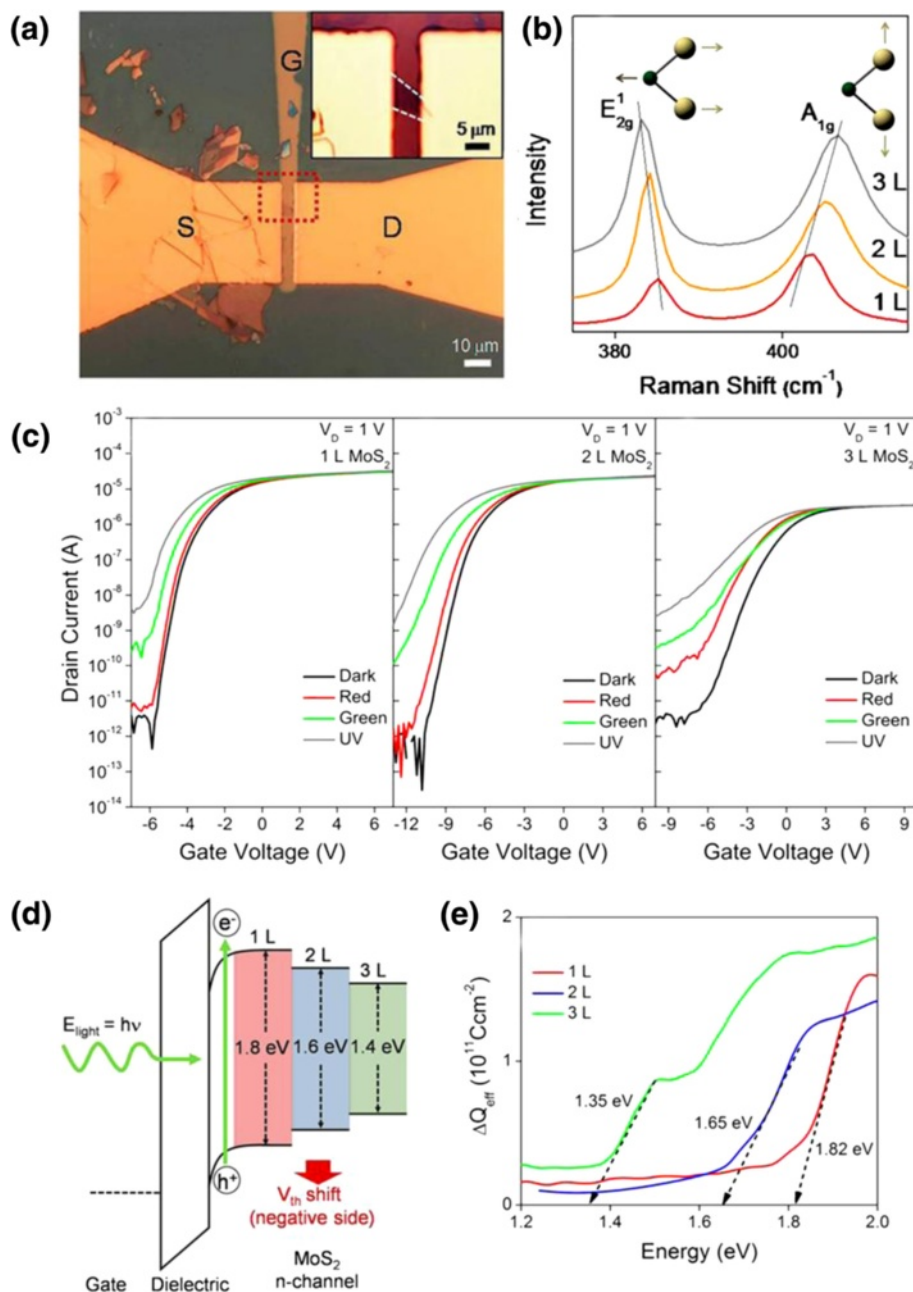 (a)
G
S
D
5 μm
10 μm
(b)
E¹2g
A1g
3 L
2 L
1 L
Intensity
380
400
Raman Shift (cm⁻¹)
(c)
V_D = 1 V
1 L MoS₂
V_D = 1 V
2 L MoS₂
V_D = 1 V
3 L MoS₂
Drain Current (A)
10⁻³
10⁻⁴
10⁻⁵
10⁻⁶
10⁻⁷
10⁻⁸
10⁻⁹
10⁻¹⁰
10⁻¹¹
10⁻¹²
10⁻¹³
10⁻¹⁴
Dark
Red
Green
UV
Dark
Red
Green
UV
Dark
Red
Green
UV
-6 -4 -2 0 2 4 6
-12 -9 -6 -3 0 3 6
-9 -6 -3 0 3 6 9
Gate Voltage (V)
Gate Voltage (V)
Gate Voltage (V)
(d)
e⁻
1 L
2 L
3 L
E_light = hν
1.8 eV
1.6 eV
1.4 eV
h⁺
V_th shift
(negative side)
MoS₂
n-channel
Gate
Dielectric
(e)
2
1
0
1 L
2 L
3 L
ΔQ_eff (10¹¹Ccm⁻²)
1.35 eV
1.65 eV
1.82 eV
1.2 1.4 1.6 1.8 2.0
Energy (eV)